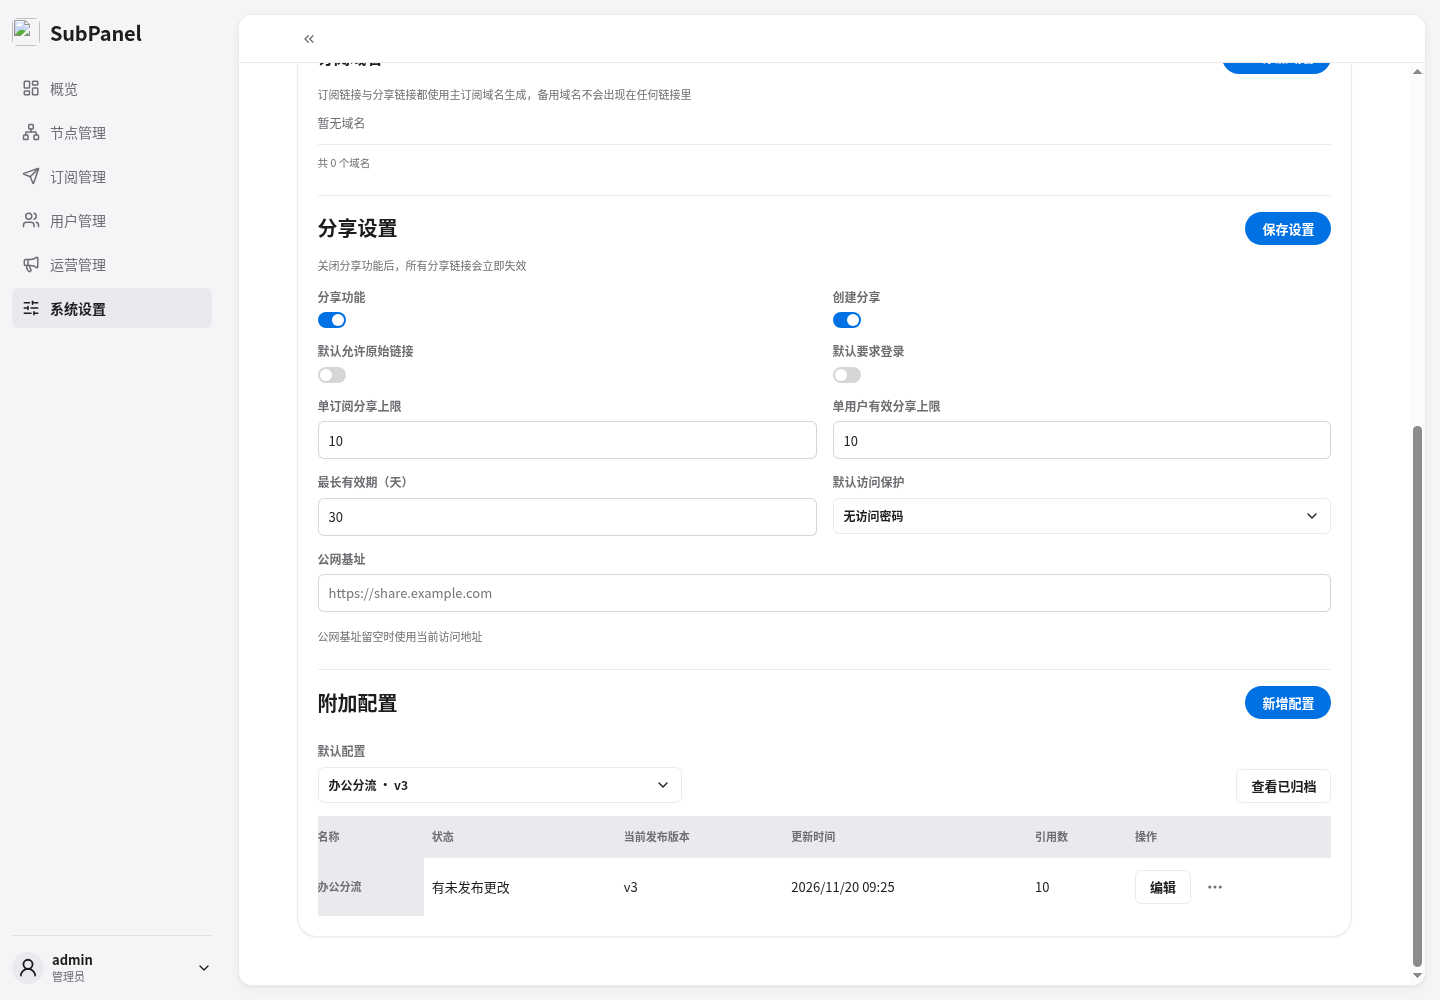 SubPanel
概览
节点管理
订阅管理
用户管理
运营管理
系统设置
admin
管理员
订阅链接与分享链接都使用主订阅域名生成，备用域名不会出现在任何链接里
暂无域名
共 0 个域名
分享设置
保存设置
关闭分享功能后，所有分享链接会立即失效
分享功能
创建分享
默认允许原始链接
默认要求登录
单订阅分享上限
单用户有效分享上限
10
10
最长有效期（天）
默认访问保护
30
无访问密码
公网基址
https://share.example.com
公网基址留空时使用当前访问地址
附加配置
新增配置
默认配置
办公分流 · v3
查看已归档
名称 状态 当前发布版本 更新时间 引用数 操作
办公分流 有未发布更改 v3 2026/11/20 09:25 10 编辑